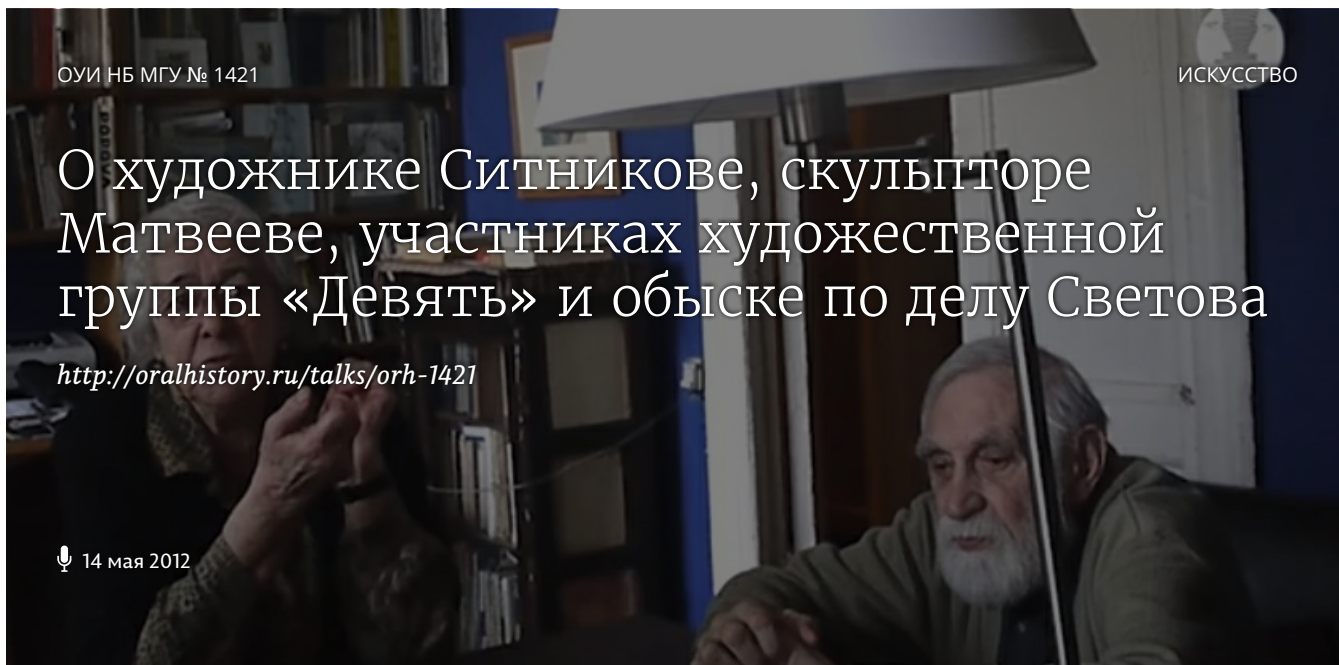 ОУИ НБ МГУ № 1421
ИСКУССТВО
О художнике Ситникове, скульпторе
Матвееве, участниках художественной
группы «Девять» и обыске по делу Светова
http://oralhistory.ru/talks/orh-1421
14 мая 2012